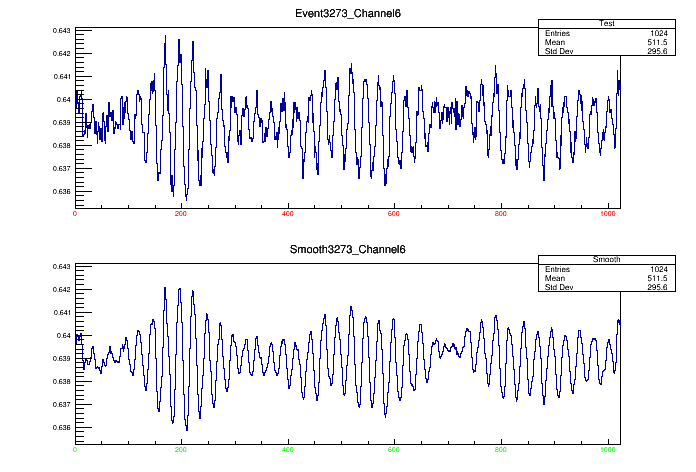 Event3273_Channel6
Test
Entries 1024
Mean 511.5
Std Dev 295.6
0.643
0.642
0.641
0.64
0.639
0.638
0.637
0.636
0 200 400 600 800 1000
Smooth3273_Channel6
Smooth
Entries 1024
Mean 511.5
Std Dev 295.6
0.643
0.642
0.641
0.64
0.639
0.638
0.637
0.636
0 200 400 600 800 1000